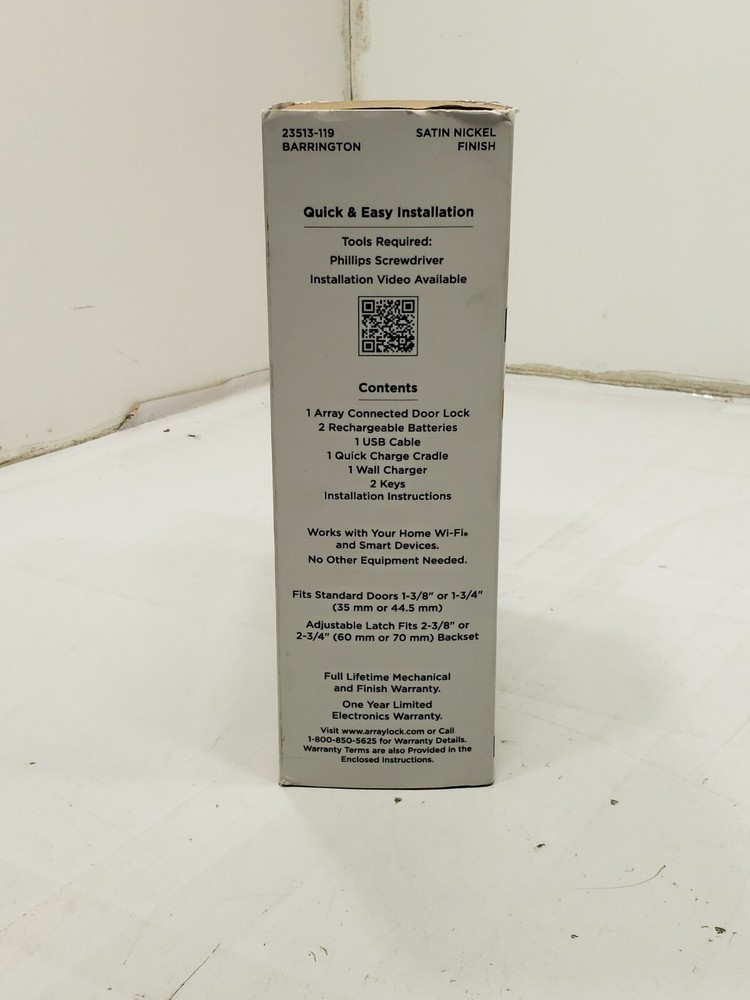 23513-119
BARRINGTON
SATIN NICKEL
FINISH
Quick & Easy Installation
Tools Required:
Phillips Screwdriver
Installation Video Available
Contents
1 Array Connected Door Lock
2 Rechargeable Batteries
1 USB Cable
1 Quick Charge Cradle
1 Wall Charger
2 Keys
Installation Instructions
Works with Your Home Wi-Fi®
and Smart Devices.
No Other Equipment Needed.
Fits Standard Doors 1-3/8" or 1-3/4"
(35 mm or 44.5 mm)
Adjustable Latch Fits 2-3/8" or
2-3/4" (60 mm or 70 mm) Backset
Full Lifetime Mechanical
and Finish Warranty.
One Year Limited
Electronics Warranty.
Visit www.arraylock.com or Call
1-800-850-5625 for Warranty Details.
Warranty Terms are also Provided in the
Enclosed Instructions.